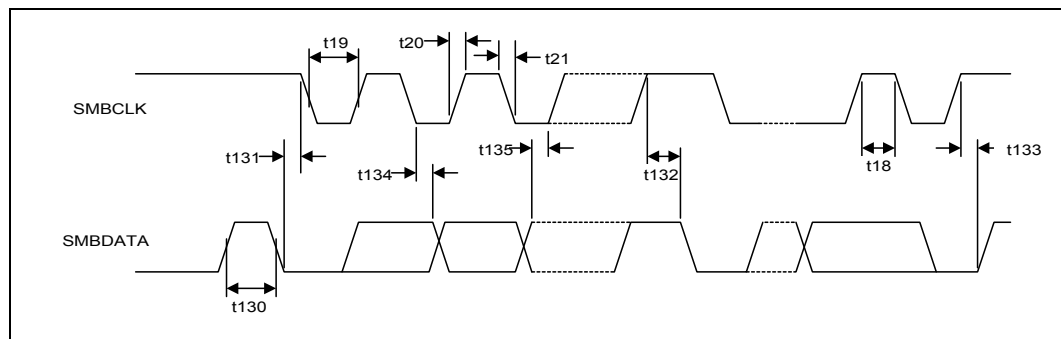 t19
t20
t21
SMBCLK
t131
t134
t135
t132
t18
t133
SMBDATA
t130